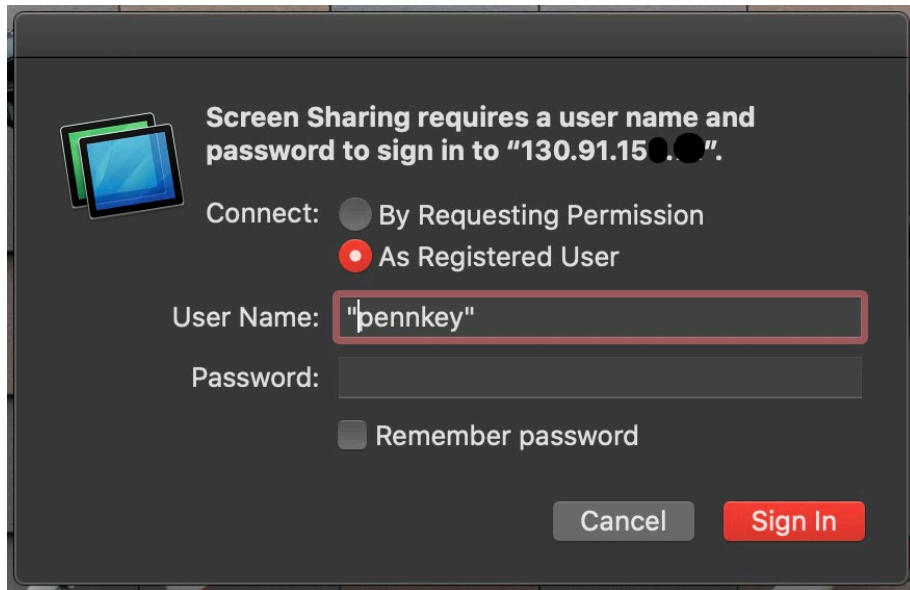 Screen Sharing requires a user name and
password to sign in to “130.91.15 . ”.
Connect: By Requesting Permission
As Registered User
User Name: "pennkey"
Password:
Remember password
Cancel Sign In